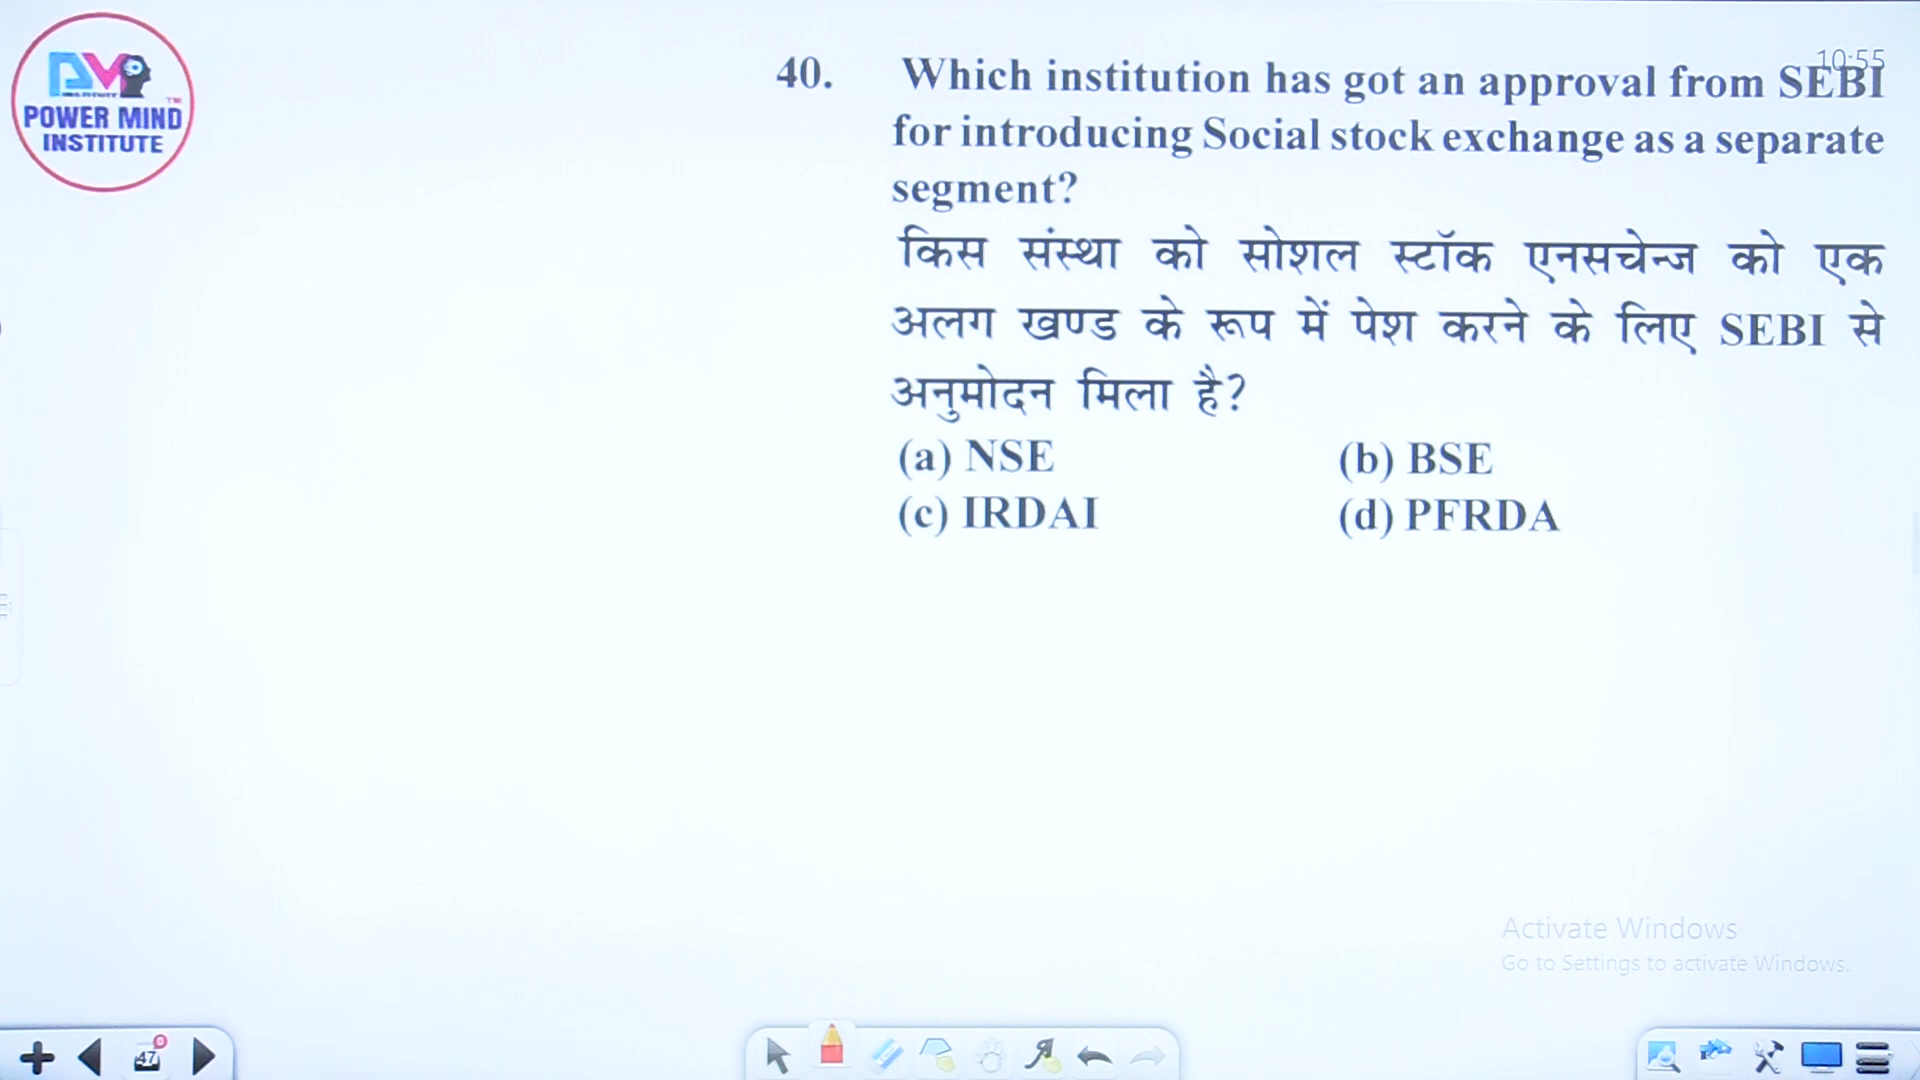 POWER MIND
INSTITUTE
10:55
40. Which institution has got an approval from SEBI
for introducing Social stock exchange as a separate
segment?
किस संस्था को सोशल स्टॉक एनसचेन्ज को एक
अलग खण्ड के रूप में पेश करने के लिए SEBI से
अनुमोदन मिला है?
(a) NSE (b) BSE
(c) IRDAI (d) PFRDA
Activate Windows
Go to Settings to activate Windows.
47